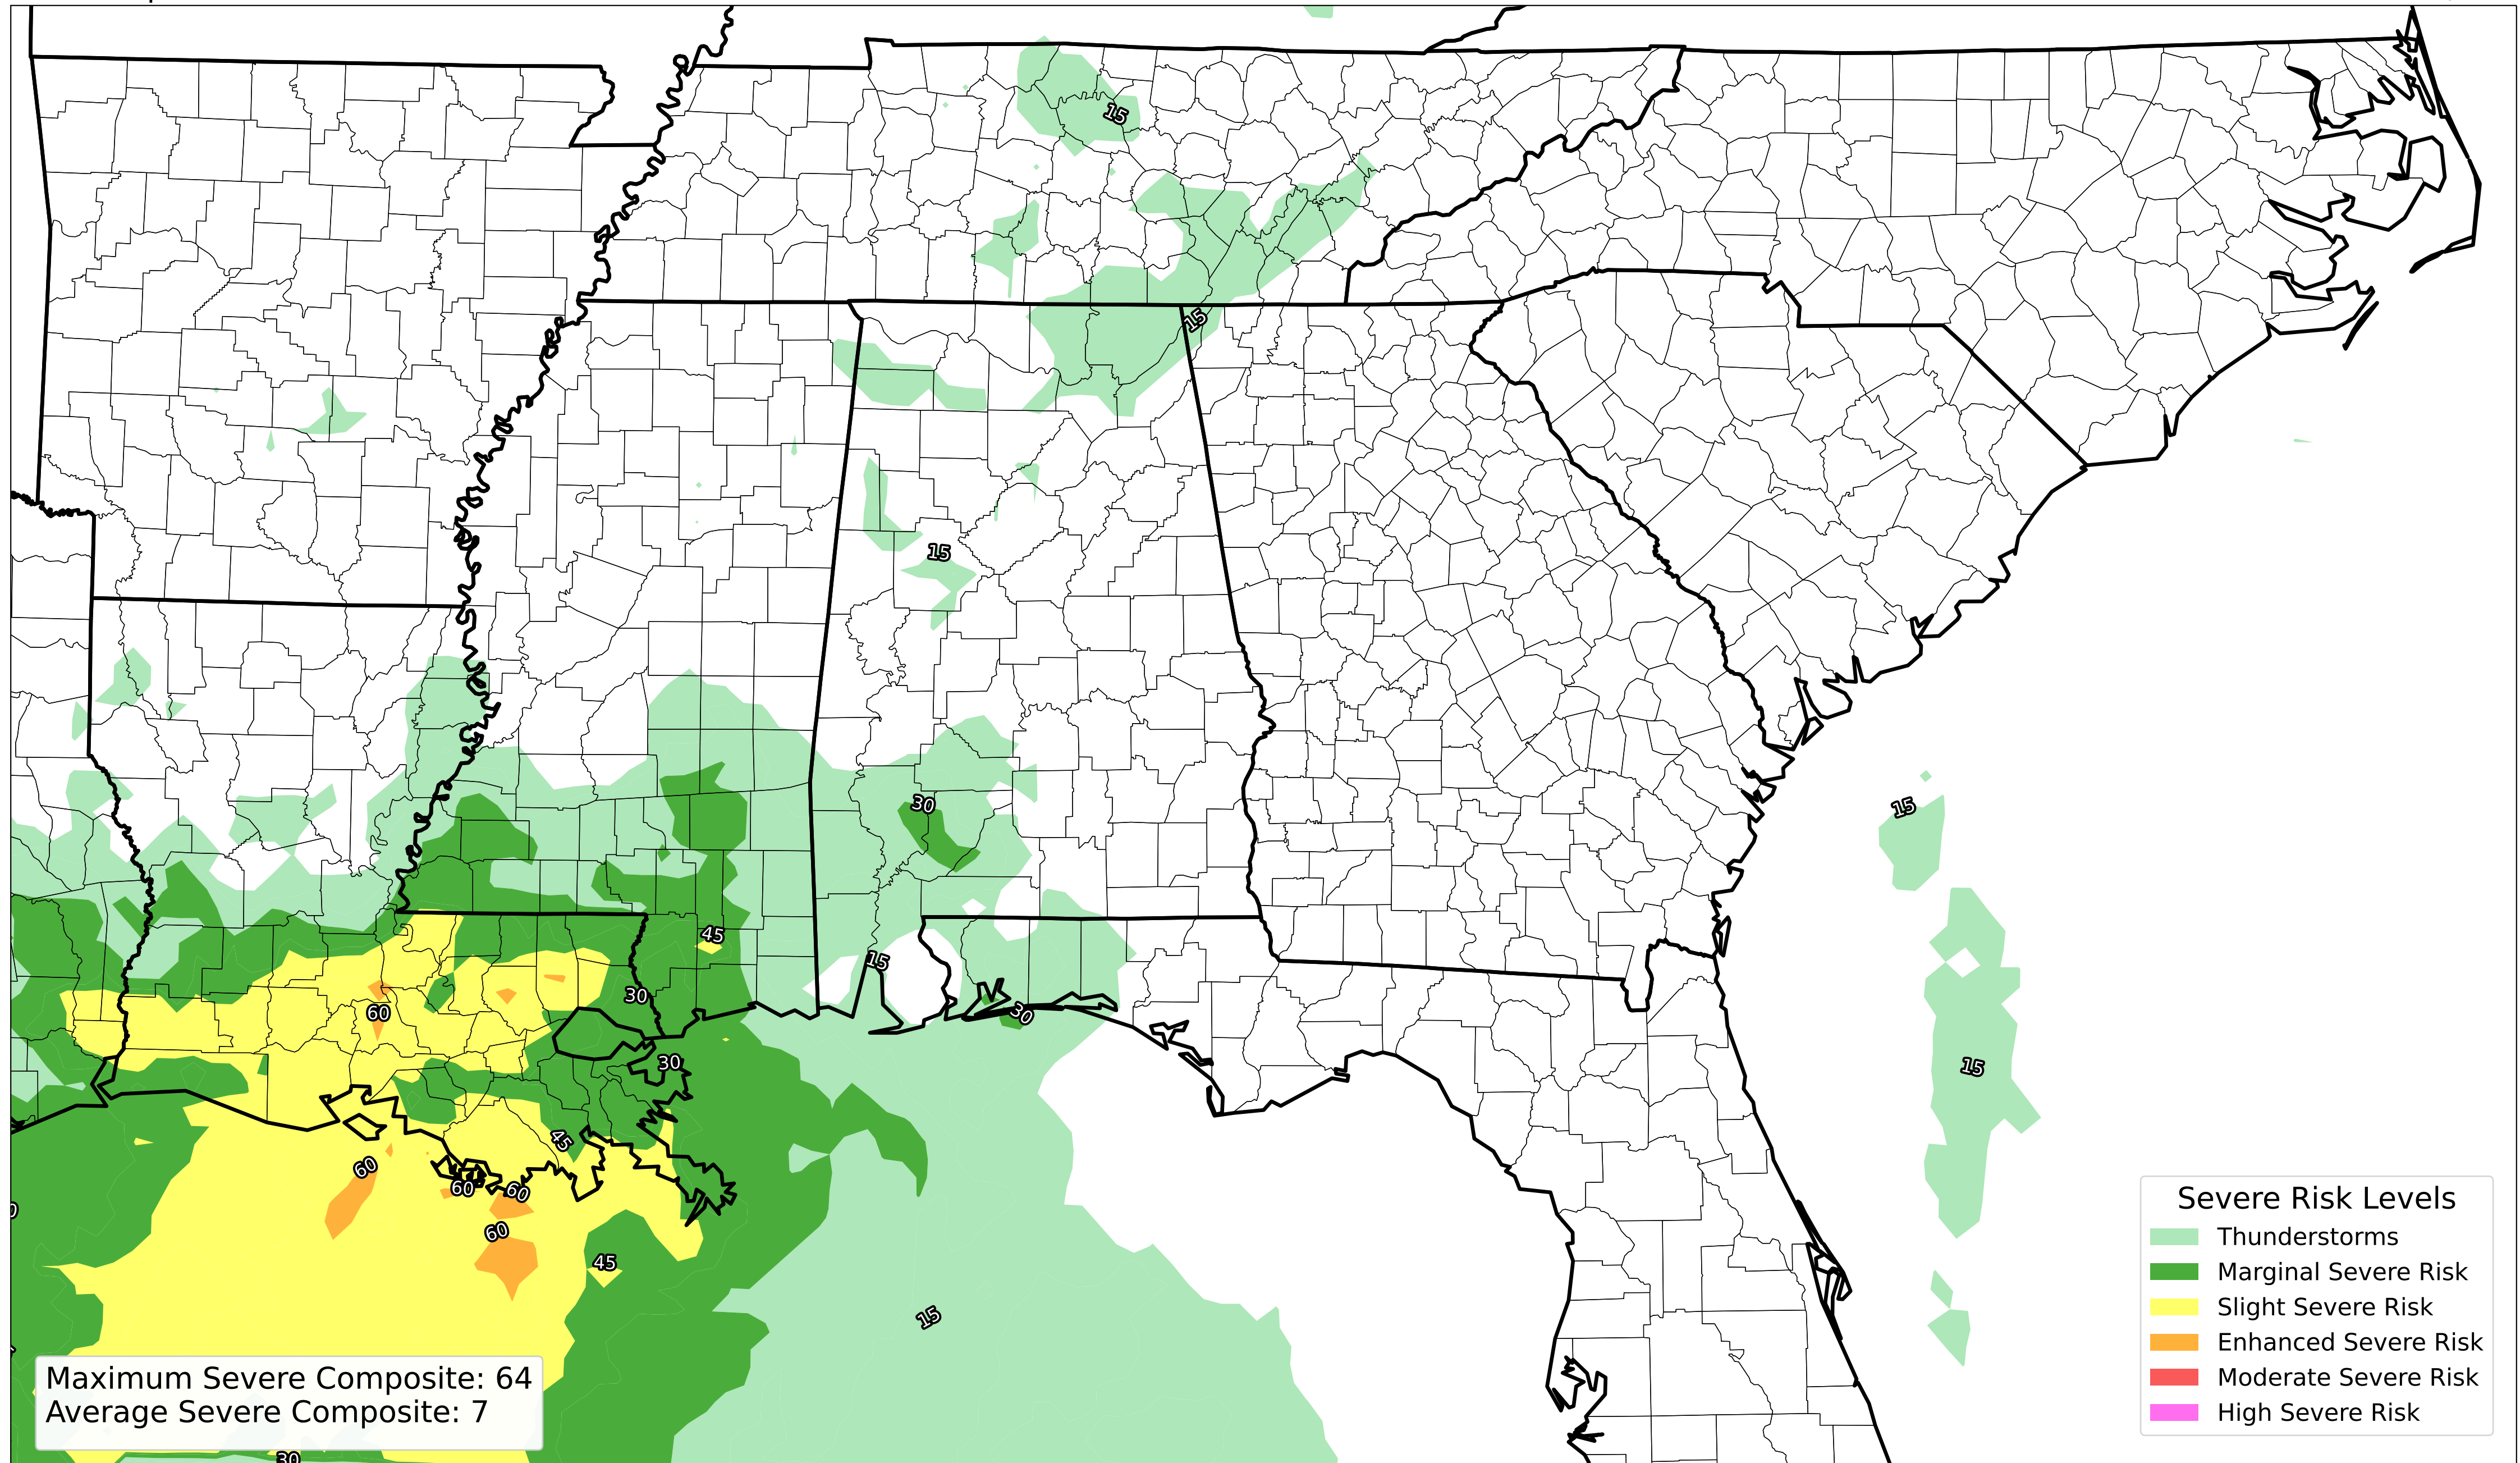 15
15
15
30
15
45
15
30
60
30
15
30
15
45
60
60
60
60
45
15
30
Severe Risk Levels
Thunderstorms
Marginal Severe Risk
Slight Severe Risk
Enhanced Severe Risk
Moderate Severe Risk
High Severe Risk
Maximum Severe Composite: 64
Average Severe Composite: 7